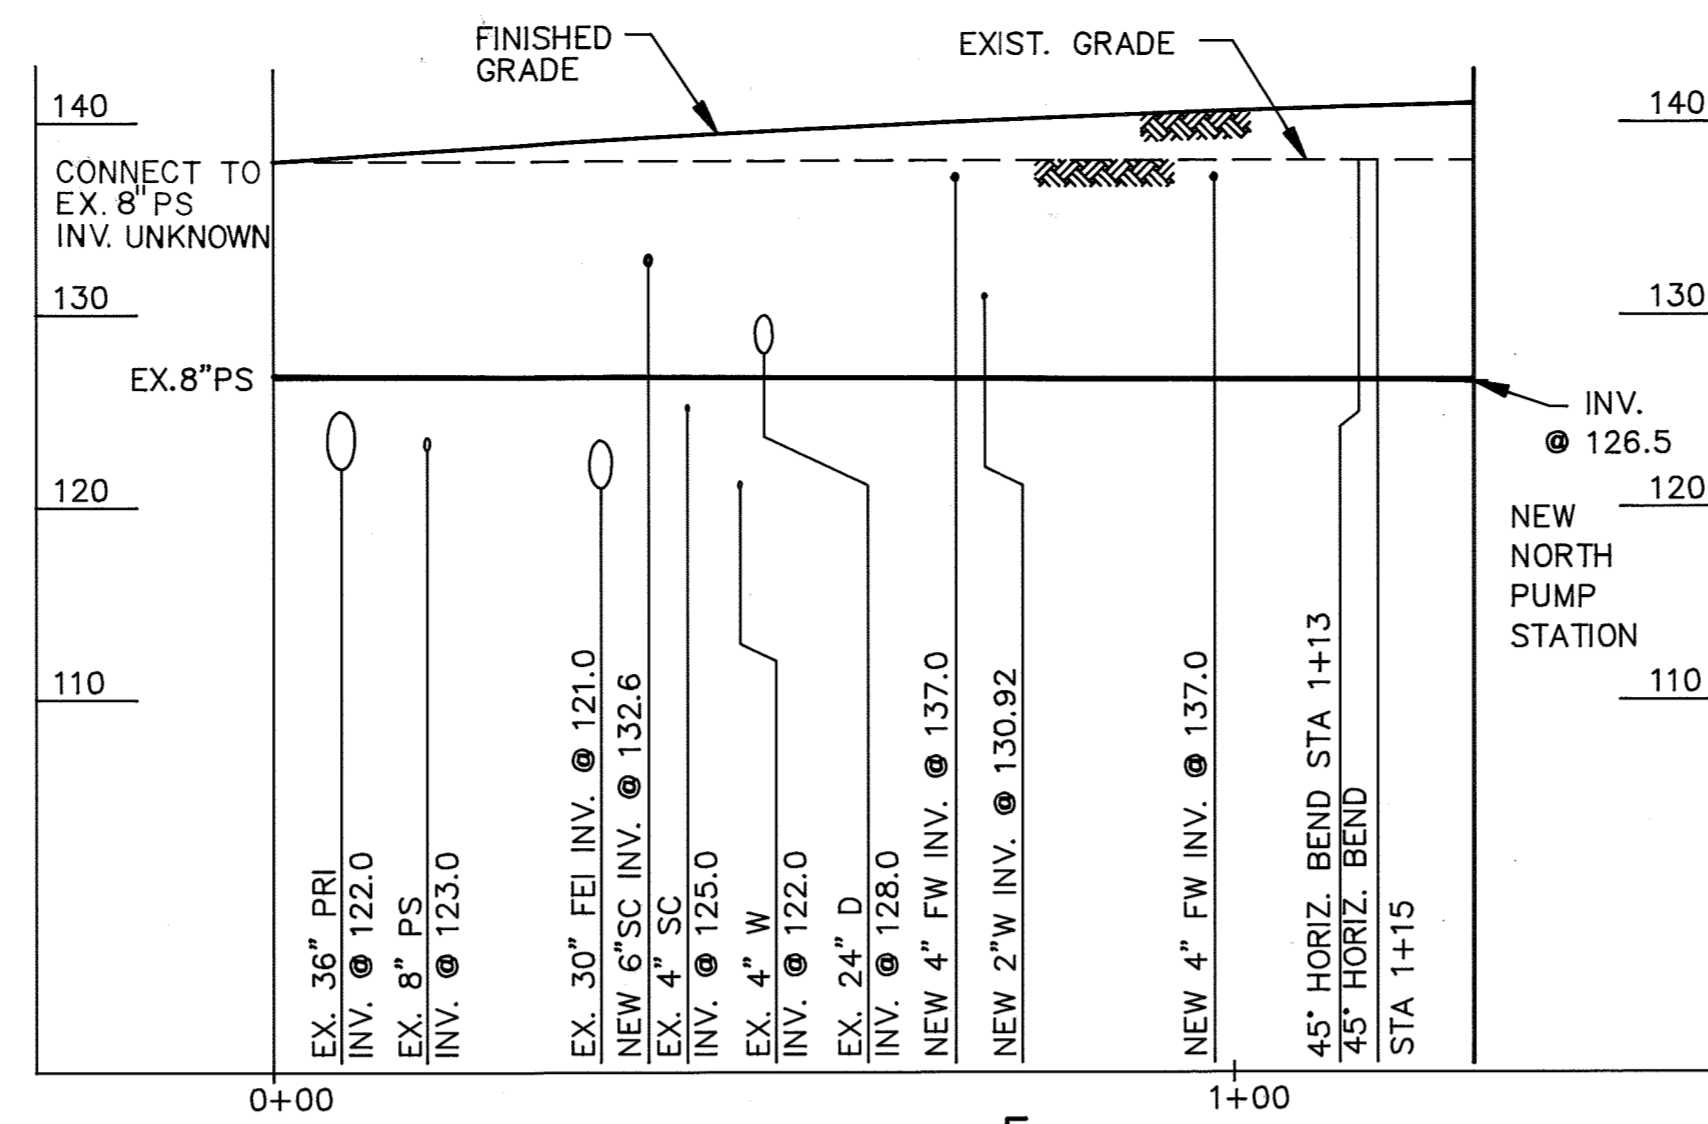 FINISHED
GRADE
EXIST. GRADE
140
140
CONNECT TO
EX. 8" PS
INV. UNKNOWN
130
130
EX.8"PS
INV.
@ 126.5
120
120
NEW
NORTH
PUMP
STATION
110
110
EX. 36" PRI
INV. @ 122.0
EX. 8" PS
INV. @ 123.0
EX. 30" FEI INV. @ 121.0
NEW 6"SC INV. @ 132.6
EX. 4" SC
INV. @ 125.0
EX. 4" W
INV. @ 122.0
EX. 24" D
INV. @ 128.0
NEW 4" FW INV. @ 137.0
NEW 2"W INV. @ 130.92
NEW 4" FW INV. @ 137.0
45° HORIZ. BEND STA 1+13
45° HORIZ. BEND
STA 1+15
0+00
1+00